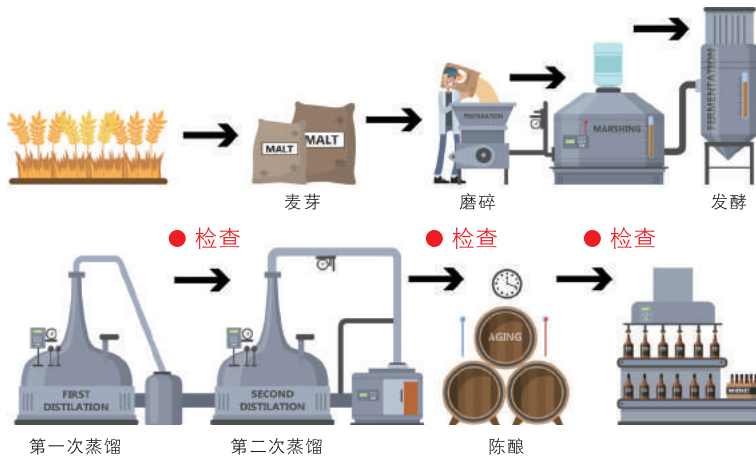 MALT
MALT
PREPARATION
MARSHING
FERMENTATION
麦芽
磨碎
发酵
检查
检查
检查
AGING
FIRST
DISTILATION
SECOND
DISTILATION
第一次蒸馏
第二次蒸馏
陈酿